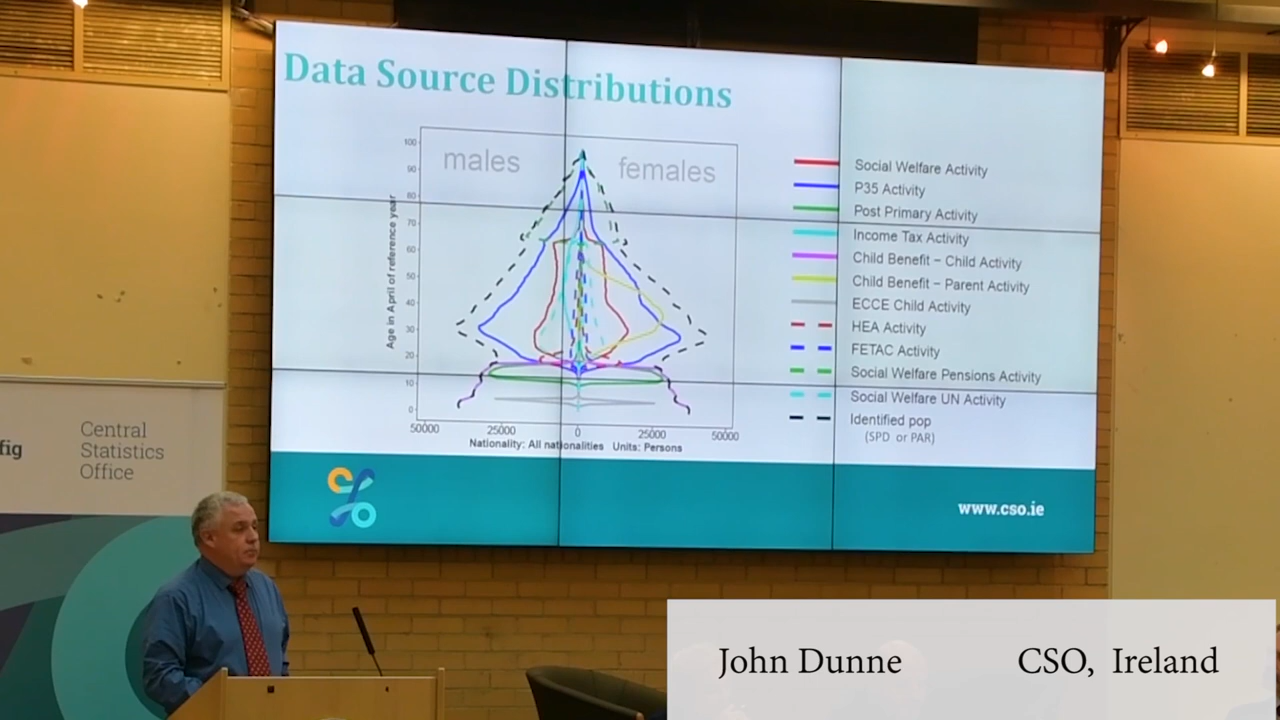 Data Source Distributions
males
females
100
90
80
70
60
50
40
30
20
10
0
Age in April of reference year
50000
25000
0
25000
50000
Nationality: All nationalities Units: Persons
Social Welfare Activity
P35 Activity
Post Primary Activity
Income Tax Activity
Child Benefit – Child Activity
Child Benefit – Parent Activity
ECCE Child Activity
HEA Activity
FETAC Activity
Social Welfare Pensions Activity
Social Welfare UN Activity
Identified pop
(SPD or PAR)
www.cso.ie
fig
Central
Statistics
Office
John Dunne CSO, Ireland